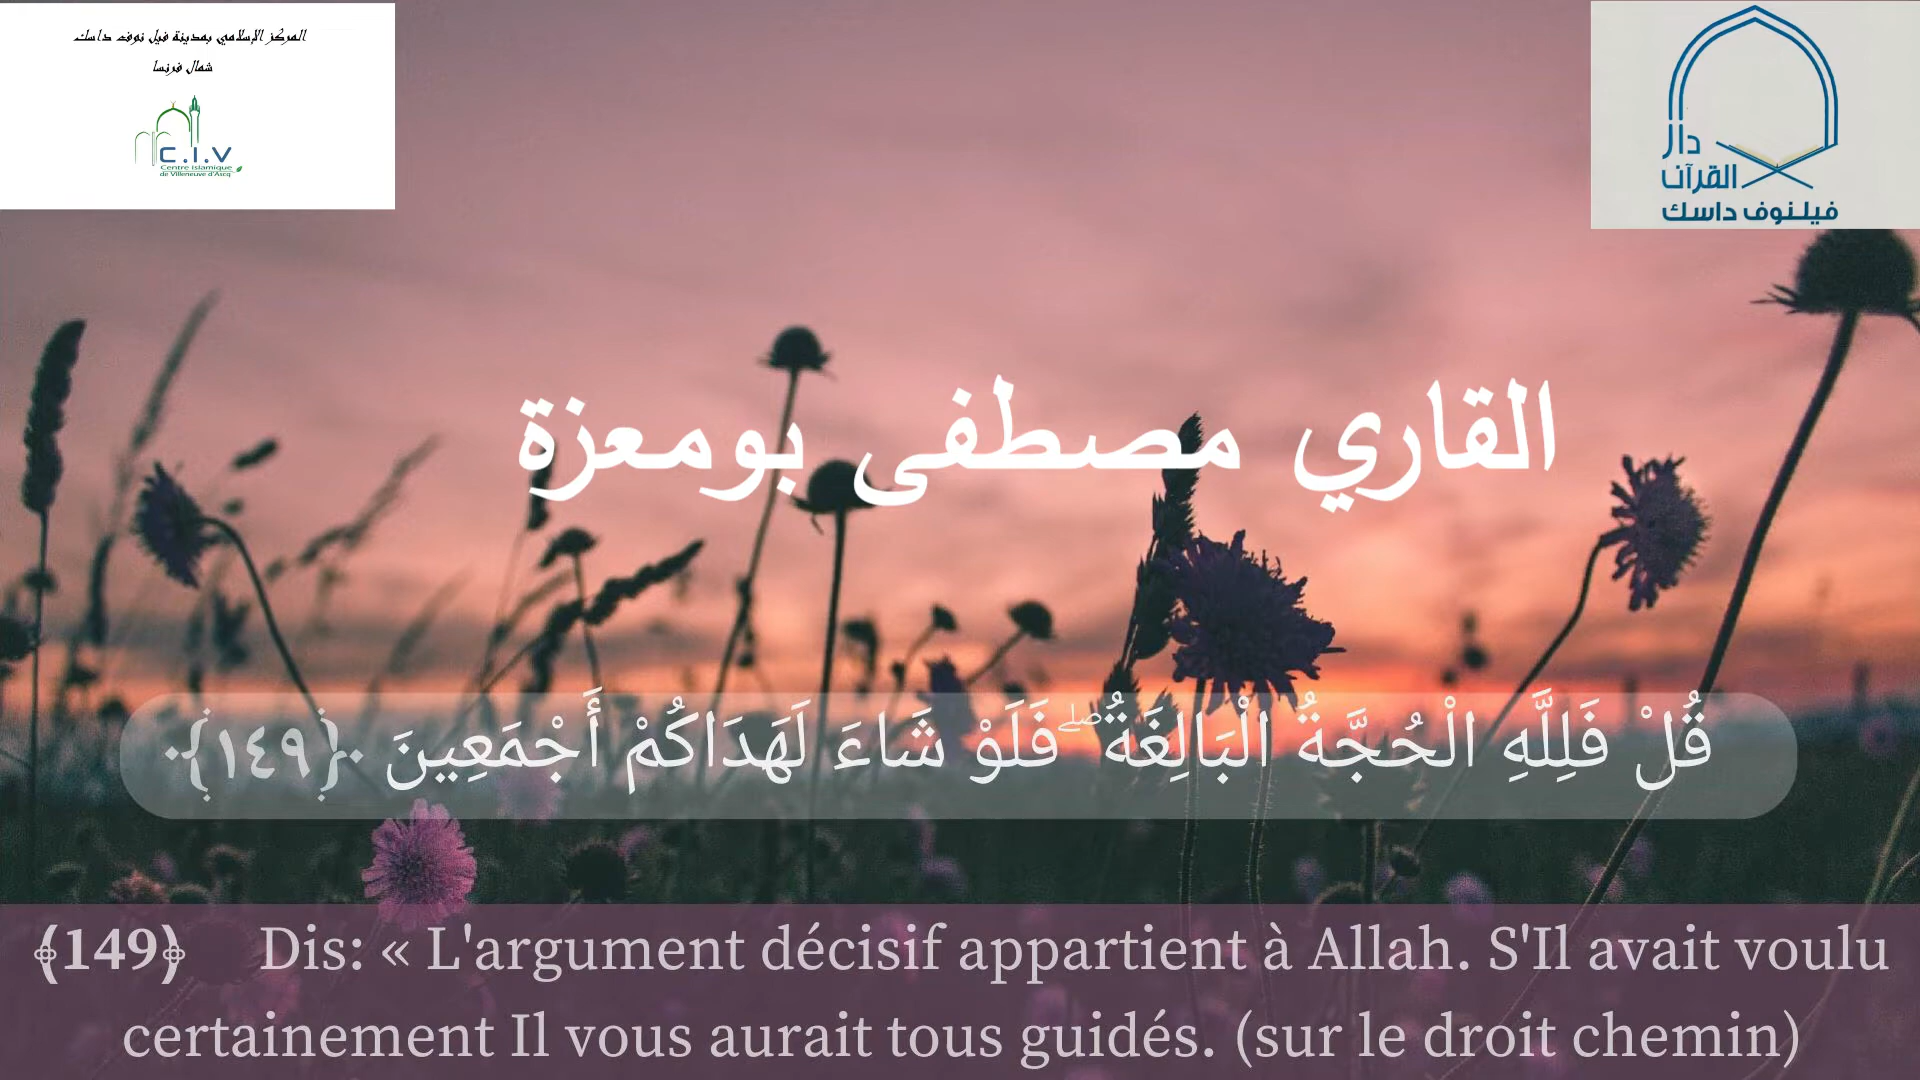 المركز الإسلامي بمدينة فيل نوف داسك
شمال فرنسا
C.I.V
Centre Islamique
de Villeneuve d'Ascq
دار
القرآن
فيلنوف داسك
القاري مصطفى بومعزة
قُلْ فَلِلَّهِ الْحُجَّةُ الْبَالِغَةُ ۖ فَلَوْ شَاءَ لَهَدَاكُمْ أَجْمَعِينَ ﴿١٤٩﴾
﴾149﴿ Dis: « L'argument décisif appartient à Allah. S'Il avait voulu
certainement Il vous aurait tous guidés. (sur le droit chemin)